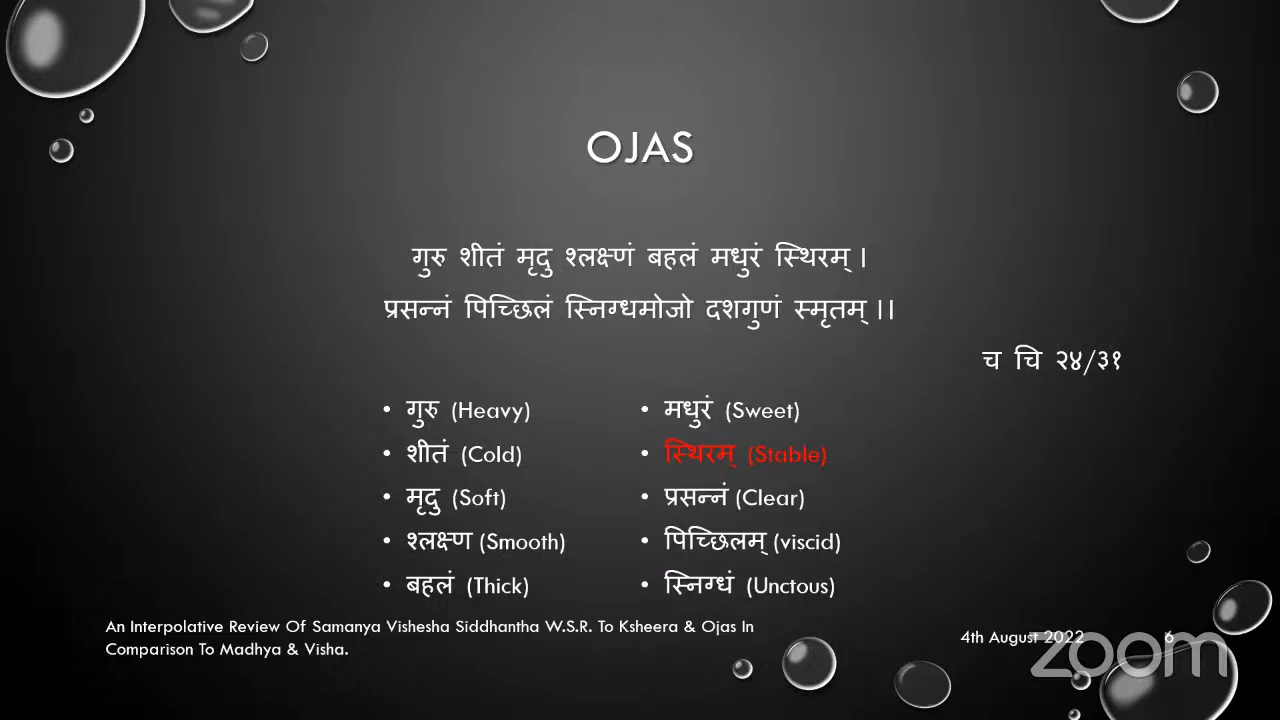 OJAS
गुरु शीतं मृदु श्लक्ष्णं बहलं मधुरं स्थिरम् ।
प्रसन्नं पिच्छिलं स्निग्धमोजो दशगुणं स्मृतम् ।।
च चि २४/३१
• गुरु (Heavy)
• शीतं (Cold)
• मृदु (Soft)
• श्लक्ष्ण (Smooth)
• बहलं (Thick)
• मधुरं (Sweet)
• स्थिरम् (Stable)
• प्रसन्नं (Clear)
• पिच्छिलम् (viscid)
• स्निग्धं (Unctous)
An Interpolative Review Of Samanya Vishesha Siddhantha W.S.R. To Ksheera & Ojas In
Comparison To Madhya & Visha.
4th August 2022
6
zoom